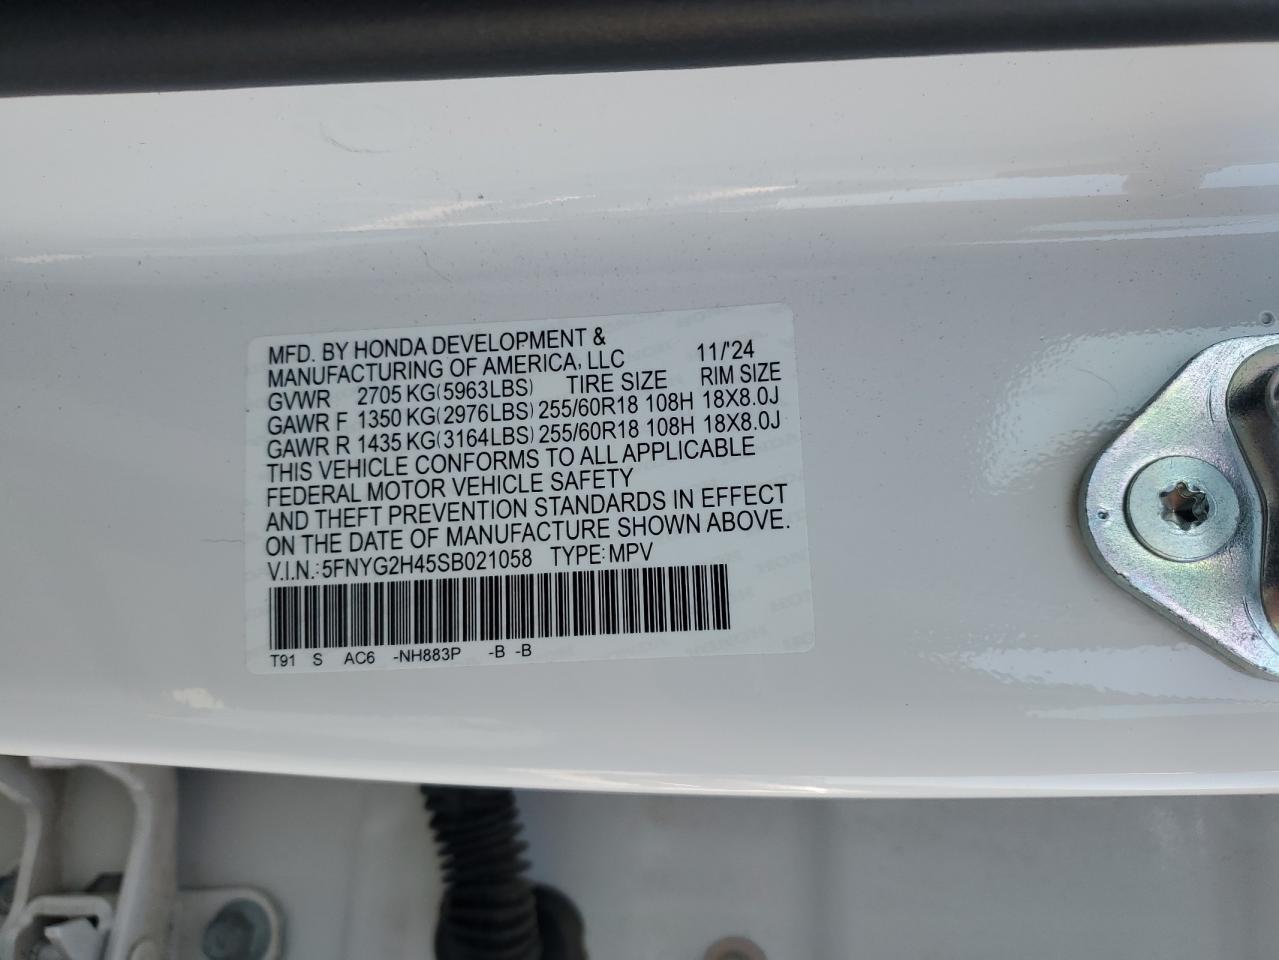 MFD. BY HONDA DEVELOPMENT &
MANUFACTURING OF AMERICA, LLC 11/'24
GVWR 2705 KG(5963LBS) TIRE SIZE RIM SIZE
GAWR F 1350 KG(2976LBS) 255/60R18 108H 18X8.0J
GAWR R 1435 KG(3164LBS) 255/60R18 108H 18X8.0J
THIS VEHICLE CONFORMS TO ALL APPLICABLE
FEDERAL MOTOR VEHICLE SAFETY
AND THEFT PREVENTION STANDARDS IN EFFECT
ON THE DATE OF MANUFACTURE SHOWN ABOVE.
V.I.N.: 5FNYG2H45SB021058 TYPE: MPV
T91 S AC6 -NH883P -B -B